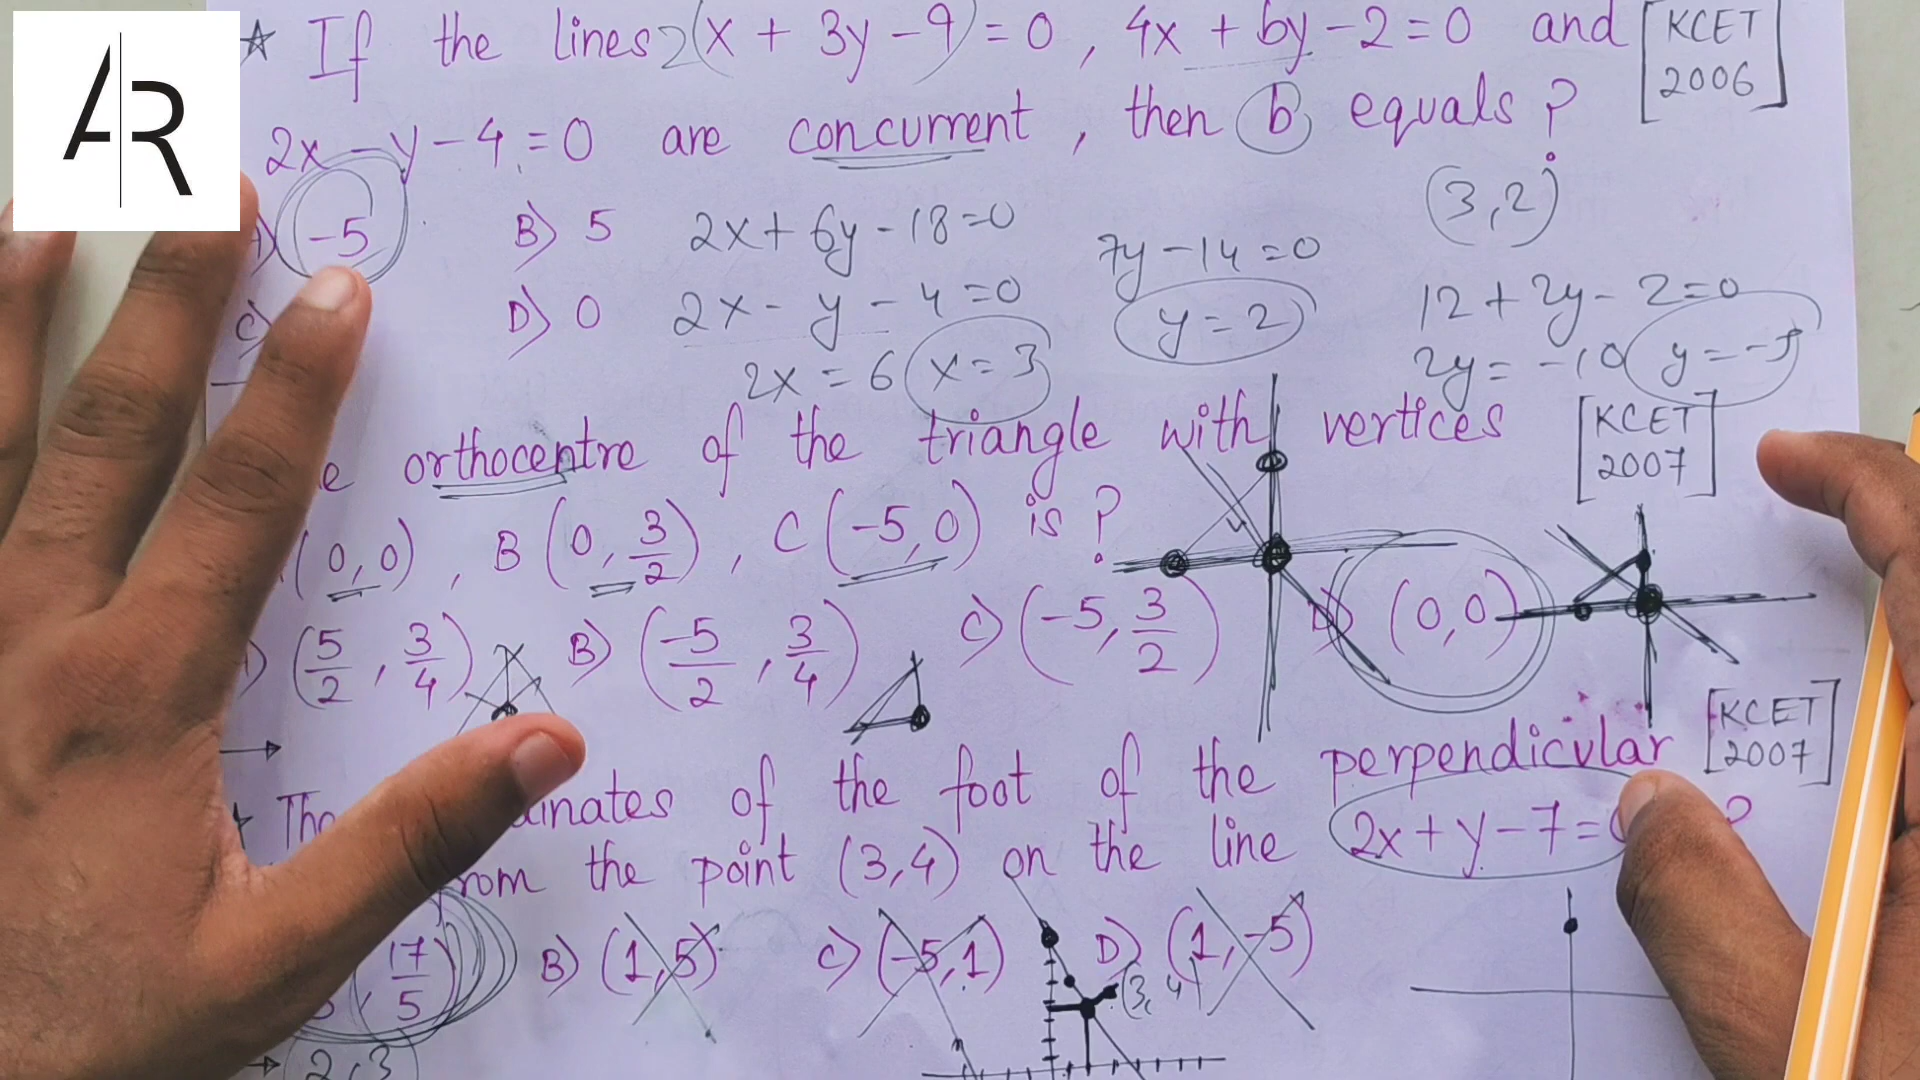 AR
☆ If the lines 2(x + 3y - 9) = 0 , 4x + by - 2 = 0 and [KCET 2006]
2x - y - 4 = 0 are concurrent , then b equals ?
A) -5 B) 5 2x + 6y - 18 = 0 7y - 14 = 0 (3,2)
C) D) 0 2x - y - 4 = 0 y = 2 12 + 2y - 2 = 0
2x = 6 x = 3 2y = -10 y = -5
orthocentre of the triangle with vertices [KCET 2007]
(0,0) , B (0, 3/2) , C (-5,0) is ?
(5/2 , 3/4) B) (-5/2 , 3/4) C) (-5, 3/2) D) (0,0)
→
of the foot of the perpendicular [KCET 2007]
the point (3,4) on the line 2x + y - 7 = ?
17/5) B) (1,5) C) (-5,1) D) (1,-5)
(3,4)
→ 2,3